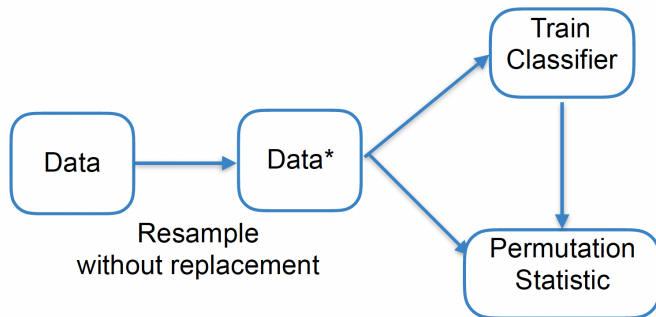 Train
Classifier
Data
Data*
Resample
without replacement
Permutation
Statistic